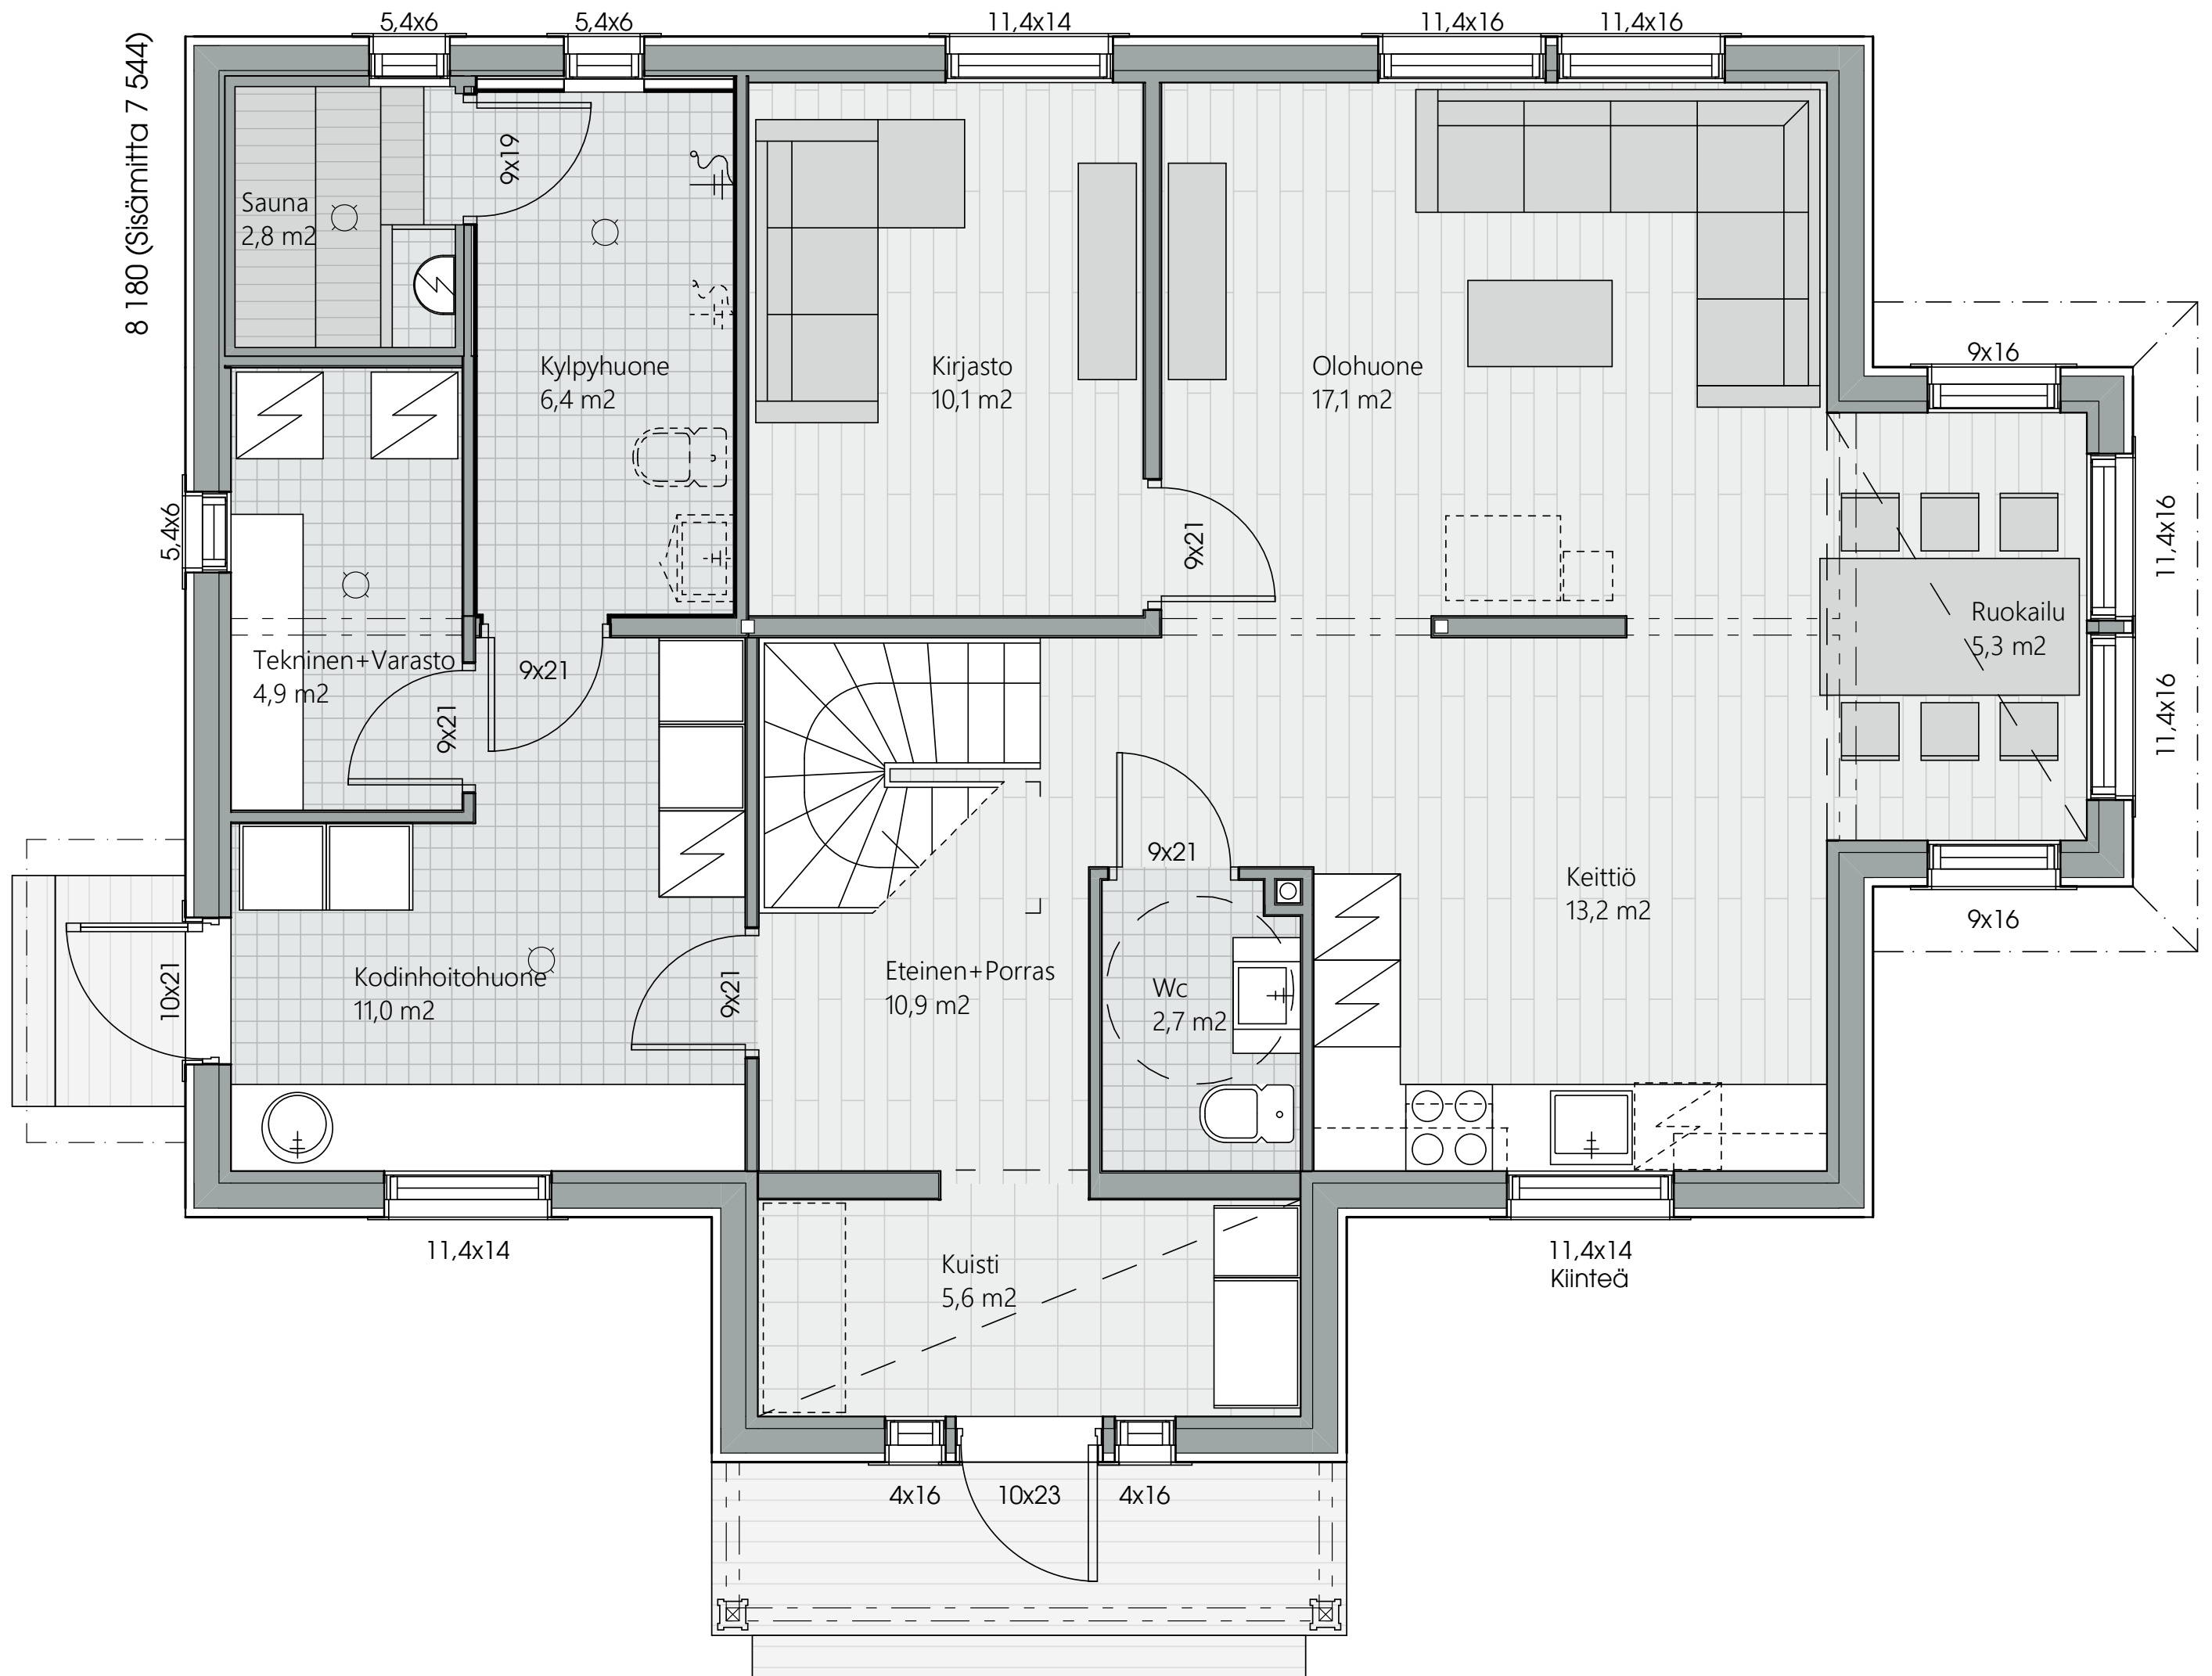 5,4x6
5,4x6
11,4x14
11,4x16
11,4x16
8 180 (Sisämitta 7 544)
9x19
Sauna
2,8 m2
Kylpyhuone
6,4 m2
Kirjasto
10,1 m2
Olohuone
17,1 m2
9x16
5,4x6
9x21
11,4x16
Ruokailu
5,3 m2
Tekninen+Varasto
4,9 m2
9x21
9x21
11,4x16
9x21
Keittiö
13,2 m2
9x16
10x21
Kodinhoitohuone
11,0 m2
9x21
Eteinen+Porras
10,9 m2
Wc
2,7 m2
11,4x14
Kuisti
5,6 m2
11,4x14
Kiinteä
4x16
10x23
4x16